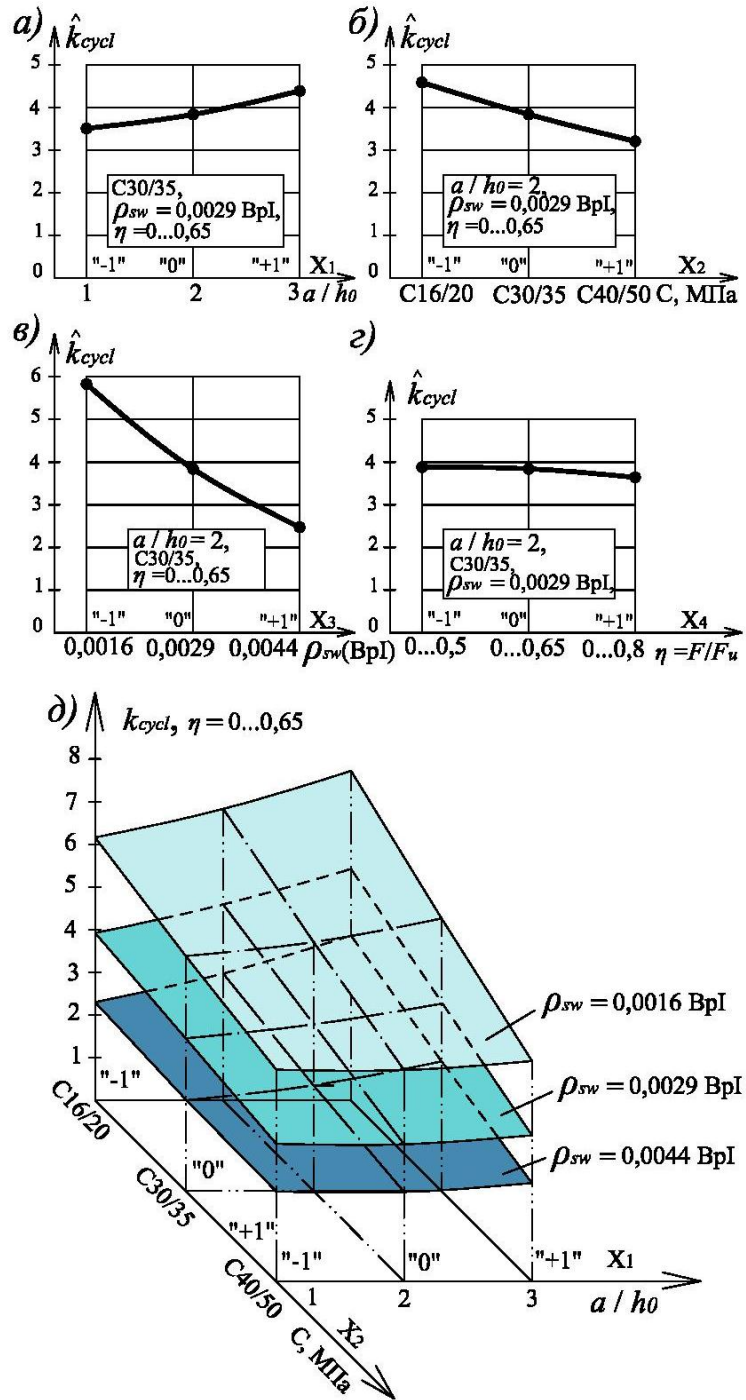 а)
k̂cycl
5
4
3
2
1
0
C30/35,
ρsw = 0,0029 BpI,
η =0...0,65
"-1" "0" "+1" X1
1 2 3 a / h0
б)
k̂cycl
5
4
3
2
1
0
a / h0 = 2,
ρsw = 0,0029 BpI,
η =0...0,65
"-1" "0" "+1" X2
C16/20 C30/35 C40/50 C, МПа
в)
k̂cycl
6
5
4
3
2
1
0
a / h0 = 2,
C30/35,
η =0...0,65
"-1" "0" "+1" X3
0,0016 0,0029 0,0044 ρsw(BpI)
г)
k̂cycl
5
4
3
2
1
0
a / h0 = 2,
C30/35,
ρsw = 0,0029 BpI,
"-1" "0" "+1" X4
0...0,5 0...0,65 0...0,8 η =F/Fu
д)
kcycl, η = 0...0,65
8
7
6
5
4
3
2
1
ρsw = 0,0016 BpI
ρsw = 0,0029 BpI
ρsw = 0,0044 BpI
"-1"
"0"
"+1"
C16/20
C30/35
C40/50
X2
C, МПа
"-1" "0" "+1" X1
1 2 3 a / h0